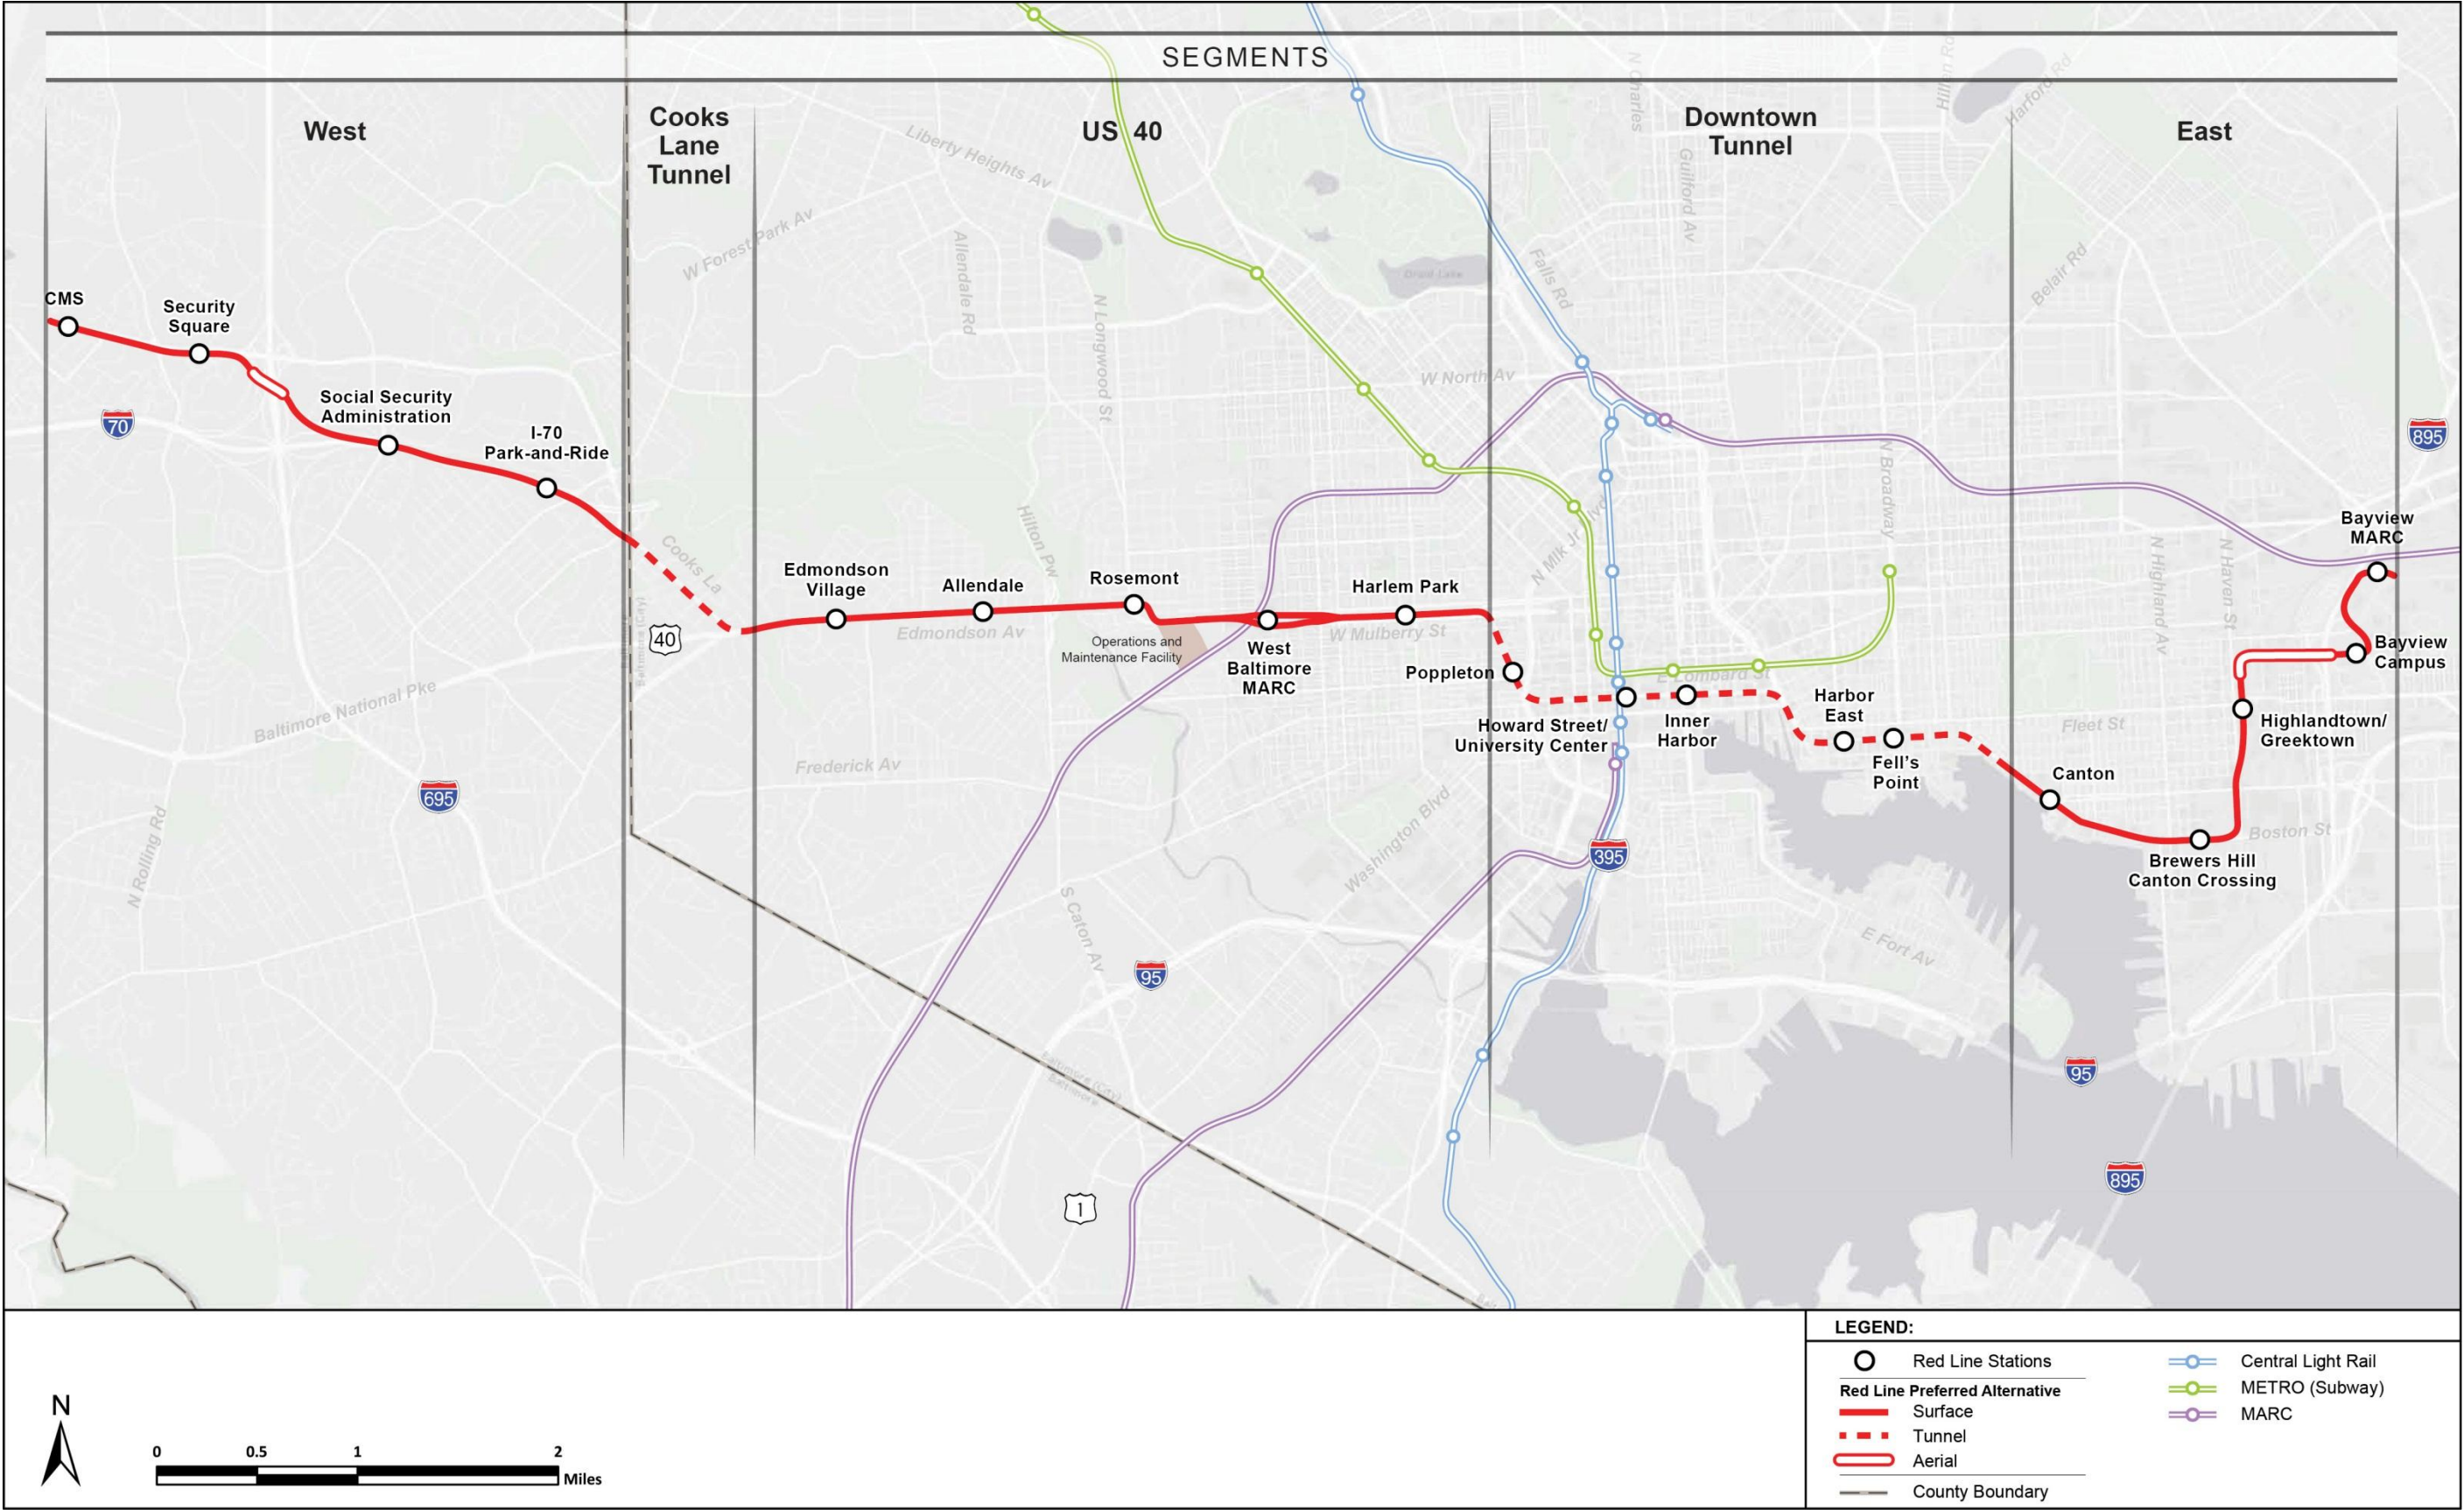 SEGMENTS
West
Cooks
Lane
Tunnel
US 40
Downtown
Tunnel
East
N Charles
Guilford Av
Harford Rd
Liberty Heights Av
W Forest Park Av
Allendale Rd
N Longwood St
Falls Rd
Belair Rd
Druid Lake
W North Av
CMS
Security
Square
Social Security
Administration
I-70
Park-and-Ride
70
895
N Broadway
Cooks La
Hilton Pw
N Mlk Jr
N Highland Av
N Haven St
Bayview
MARC
Edmondson
Village
Allendale
Rosemont
Harlem Park
40
Edmondson Av
Operations and
Maintenance Facility
W Mulberry St
West
Baltimore
MARC
Poppleton
E Lombard St
Bayview
Campus
Baltimore (City)
Baltimore National Pke
Howard Street/
University Center
Inner
Harbor
Harbor
East
Fell's
Point
Fleet St
Highlandtown/
Greektown
Canton
Frederick Av
695
N Rolling Rd
Washington Blvd
395
Boston St
Brewers Hill
Canton Crossing
S Caton Av
E Fort Av
95
95
Baltimore (City)
Baltimore
895
1
LEGEND:
Red Line Stations
Red Line Preferred Alternative
Surface
Tunnel
Aerial
County Boundary
Central Light Rail
METRO (Subway)
MARC
N
0 0.5 1 2
Miles